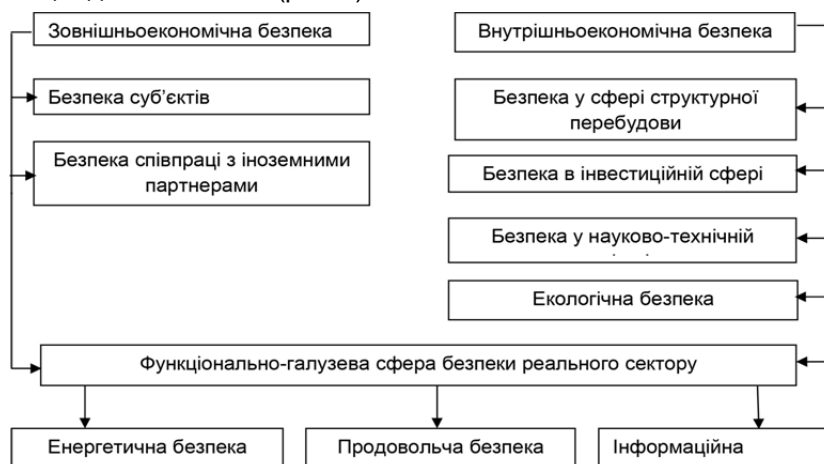 Зовнішньоекономічна безпека
Внутрішньоекономічна безпека
Безпека суб’єктів
Безпека у сфері структурної
перебудови
Безпека співпраці з іноземними
партнерами
Безпека в інвестиційній сфері
Безпека у науково-технічній
Екологічна безпека
Функціонально-галузева сфера безпеки реального сектору
Енергетична безпека
Продовольча безпека
Інформаційна